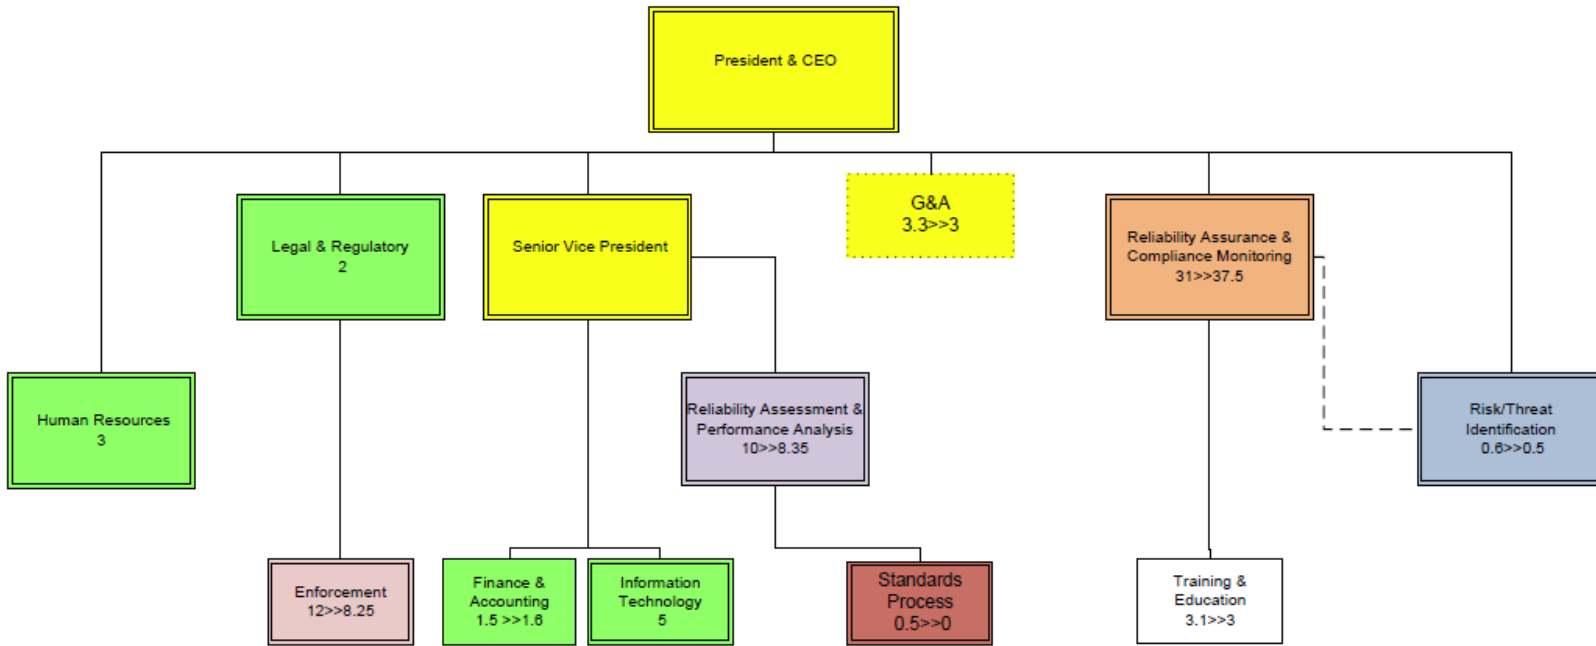 President & CEO
G&A
3.3>>3
Legal & Regulatory
2
Senior Vice President
Reliability Assurance &
Compliance Monitoring
31>>37.5
Human Resources
3
Reliability Assessment &
Performance Analysis
10>>8.35
Risk/Threat
Identification
0.6>>0.5
Enforcement
12>>8.25
Finance &
Accounting
1.5 >>1.6
Information
Technology
5
Standards
Process
0.5>>0
Training &
Education
3.1>>3